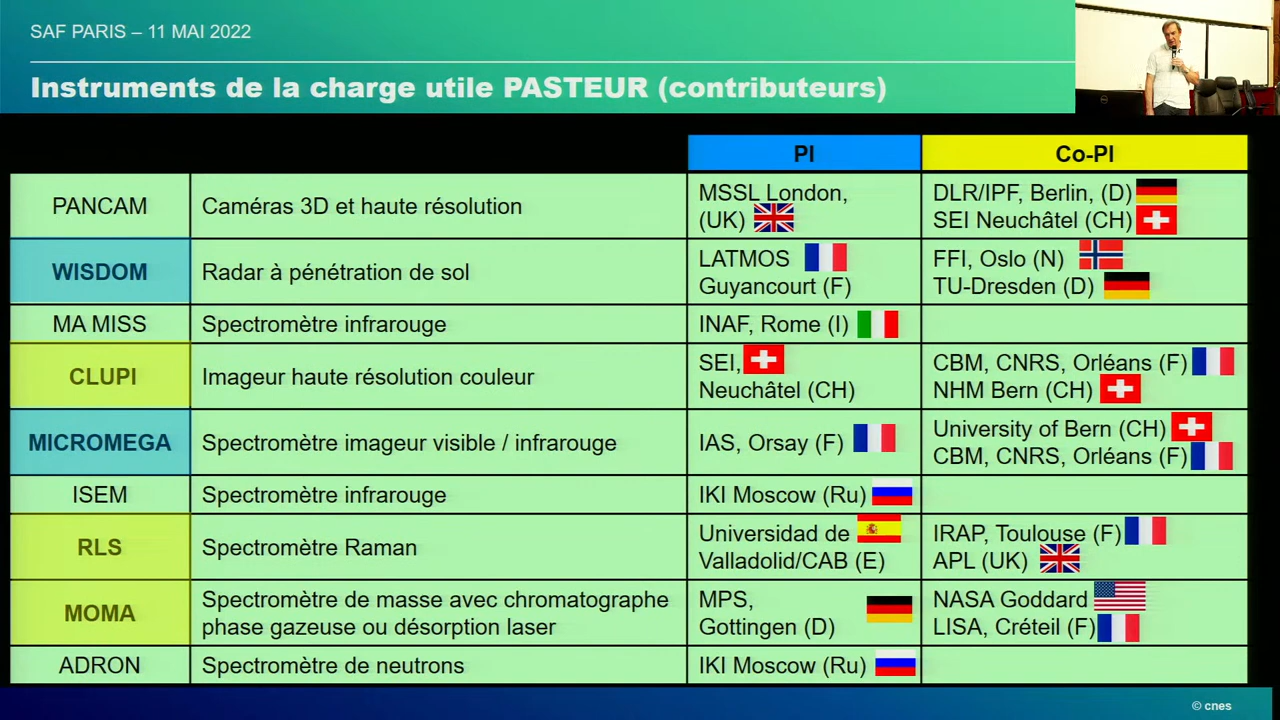 SAF PARIS – 11 MAI 2022
Instruments de la charge utile PASTEUR (contributeurs)
PI
Co-PI
PANCAM
Caméras 3D et haute résolution
MSSL London,
(UK)
DLR/IPF, Berlin, (D)
SEI Neuchâtel (CH)
WISDOM
Radar à pénétration de sol
LATMOS
Guyancourt (F)
FFI, Oslo (N)
TU-Dresden (D)
MA MISS
Spectromètre infrarouge
INAF, Rome (I)
CLUPI
Imageur haute résolution couleur
SEI,
Neuchâtel (CH)
CBM, CNRS, Orléans (F)
NHM Bern (CH)
MICROMEGA
Spectromètre imageur visible / infrarouge
IAS, Orsay (F)
University of Bern (CH)
CBM, CNRS, Orléans (F)
ISEM
Spectromètre infrarouge
IKI Moscow (Ru)
RLS
Spectromètre Raman
Universidad de
Valladolid/CAB (E)
IRAP, Toulouse (F)
APL (UK)
MOMA
Spectromètre de masse avec chromatographe
phase gazeuse ou désorption laser
MPS,
Gottingen (D)
NASA Goddard
LISA, Créteil (F)
ADRON
Spectromètre de neutrons
IKI Moscow (Ru)
© cnes